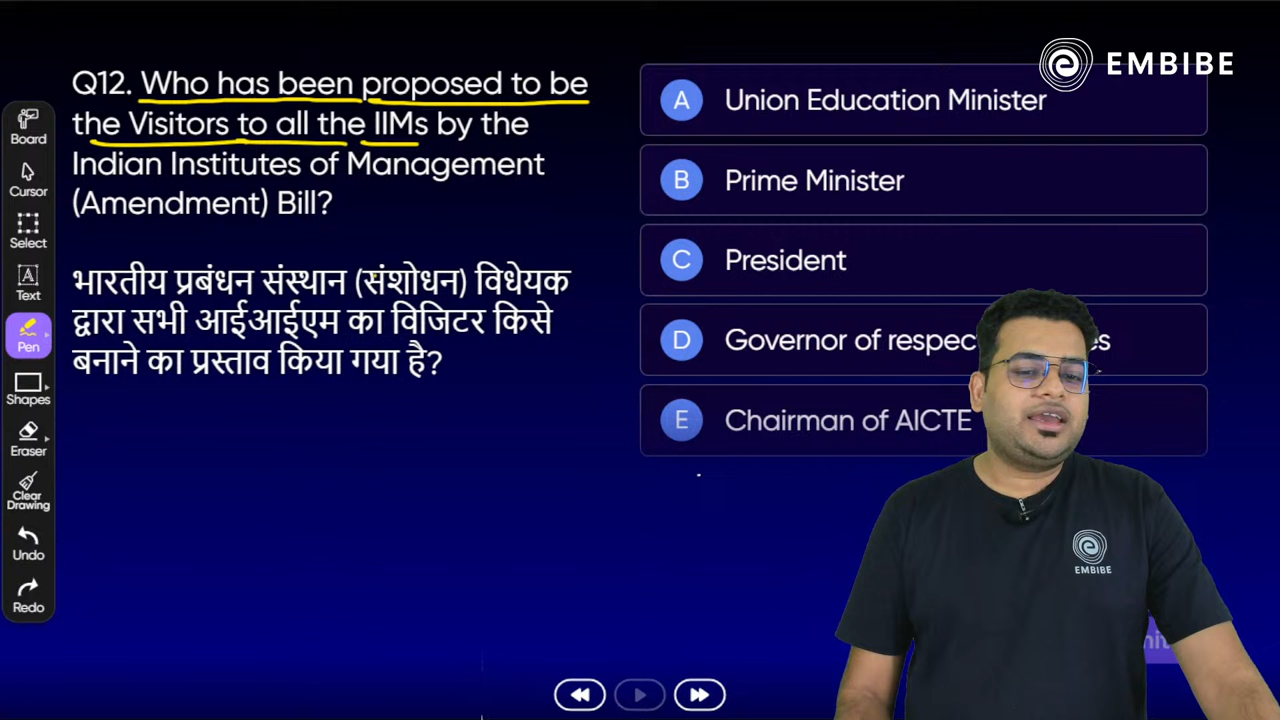 EMBIBE
Q12. Who has been proposed to be
the Visitors to all the IIMs by the
Indian Institutes of Management
(Amendment) Bill?
भारतीय प्रबंधन संस्थान (संशोधन) विधेयक
द्वारा सभी आईआईएम का विजिटर किसे
बनाने का प्रस्ताव किया गया है?
A Union Education Minister
B Prime Minister
C President
D Governor of
E Chairman of AICTE
Board
Cursor
Select
A
Text
Pen
Shapes
Eraser
Clear
Drawing
Undo
Redo
EMBIBE